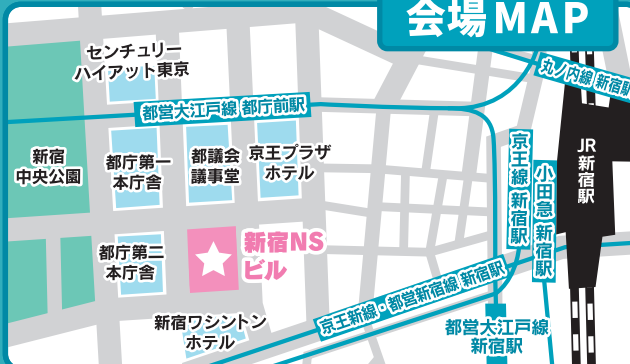 会場MAP
センチュリー
ハイアット東京
丸ノ内線 新宿駅
都営大江戸線 都庁前駅
新宿
中央公園
都庁第一
本庁舎
都議会
議事堂
京王プラザ
ホテル
京王線 新宿駅
小田急 新宿駅
JR新宿駅
都庁第二
本庁舎
新宿NS
ビル
京王新線・都営新宿線 新宿駅
新宿ワシントン
ホテル
都営大江戸線
新宿駅